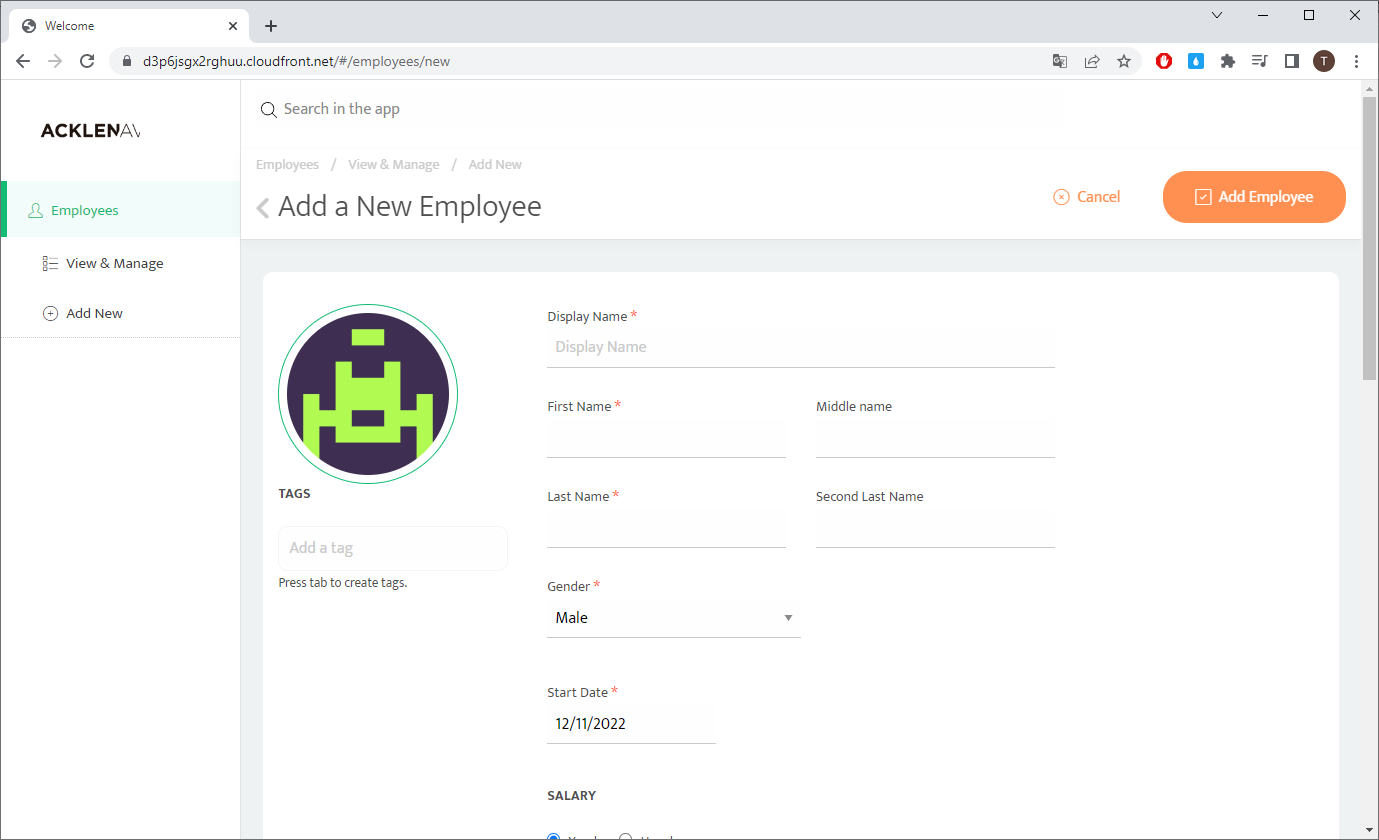 Welcome
d3p6jsgx2rghuu.cloudfront.net/#/employees/new
T
ACKLENAV
Search in the app
Employees / View & Manage / Add New
Add a New Employee
Cancel
Add Employee
Employees
View & Manage
Add New
TAGS
Add a tag
Press tab to create tags.
Display Name *
Display Name
First Name *
Middle name
Last Name *
Second Last Name
Gender *
Male
Start Date *
12/11/2022
SALARY